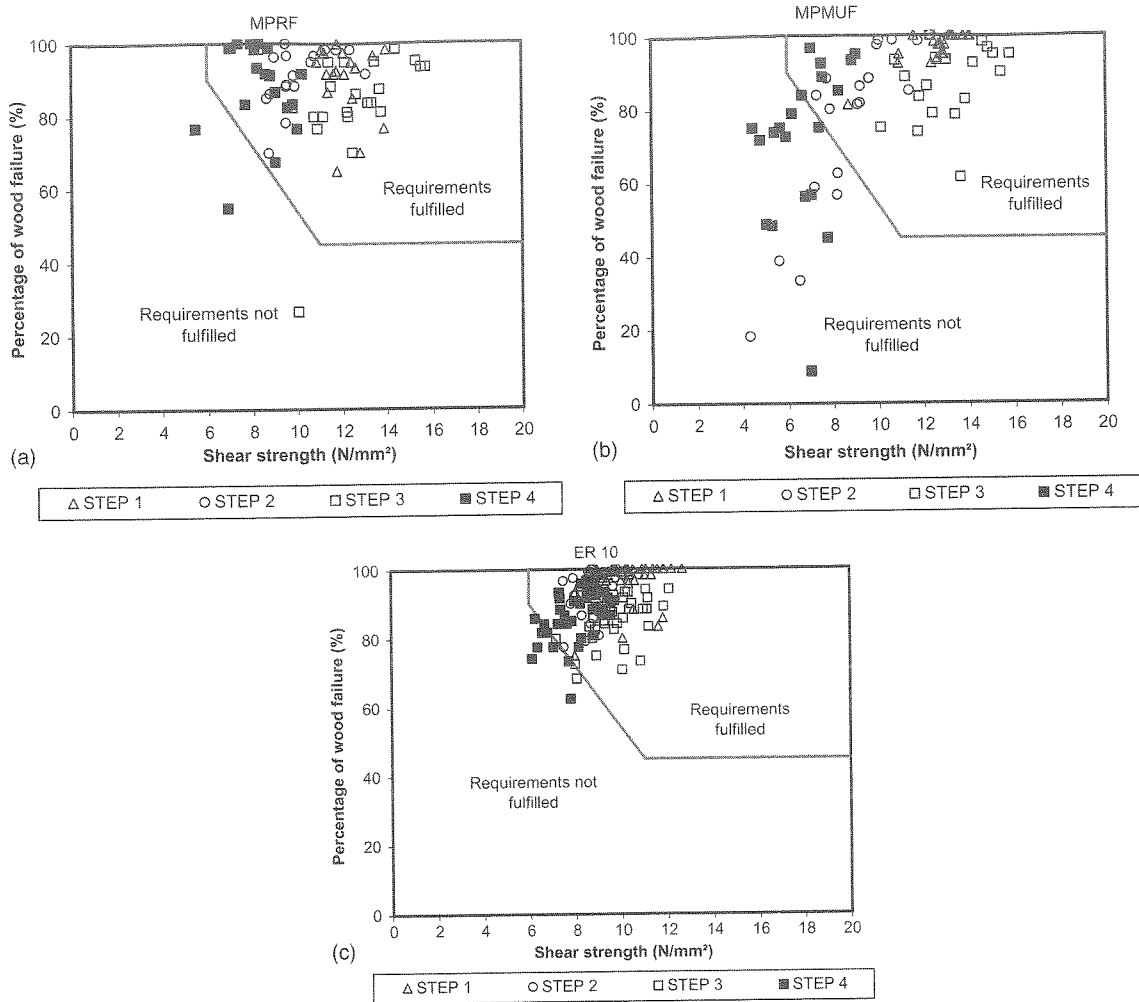 MPRF
Percentage of wood failure (%)
100
80
60
40
20
0
Requirements
fulfilled
Requirements not
fulfilled
0 2 4 6 8 10 12 14 16 18 20
Shear strength (N/mm²)
(a)
△ STEP 1 ○ STEP 2 □ STEP 3 ■ STEP 4
MPMUF
Percentage of wood failure (%)
100
80
60
40
20
0
Requirements
fulfilled
Requirements not
fulfilled
0 2 4 6 8 10 12 14 16 18 20
Shear strength (N/mm²)
(b)
△ STEP 1 ○ STEP 2 □ STEP 3 ■ STEP 4
ER 10
Percentage of wood failure (%)
100
80
60
40
20
0
Requirements
fulfilled
Requirements not
fulfilled
0 2 4 6 8 10 12 14 16 18 20
Shear strength (N/mm²)
(c)
△ STEP 1 ○ STEP 2 □ STEP 3 ■ STEP 4